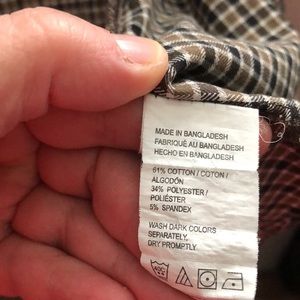 MADE IN BANGLADESH
FABRIQUÉ AU BANGLADESH
HECHO EN BANGLADESH
61% COTTON / COTON /
ALGODÓN
34% POLYESTER /
POLIÉSTER
5% SPANDEX
WASH DARK COLORS
SEPARATELY,
DRY PROMPTLY.